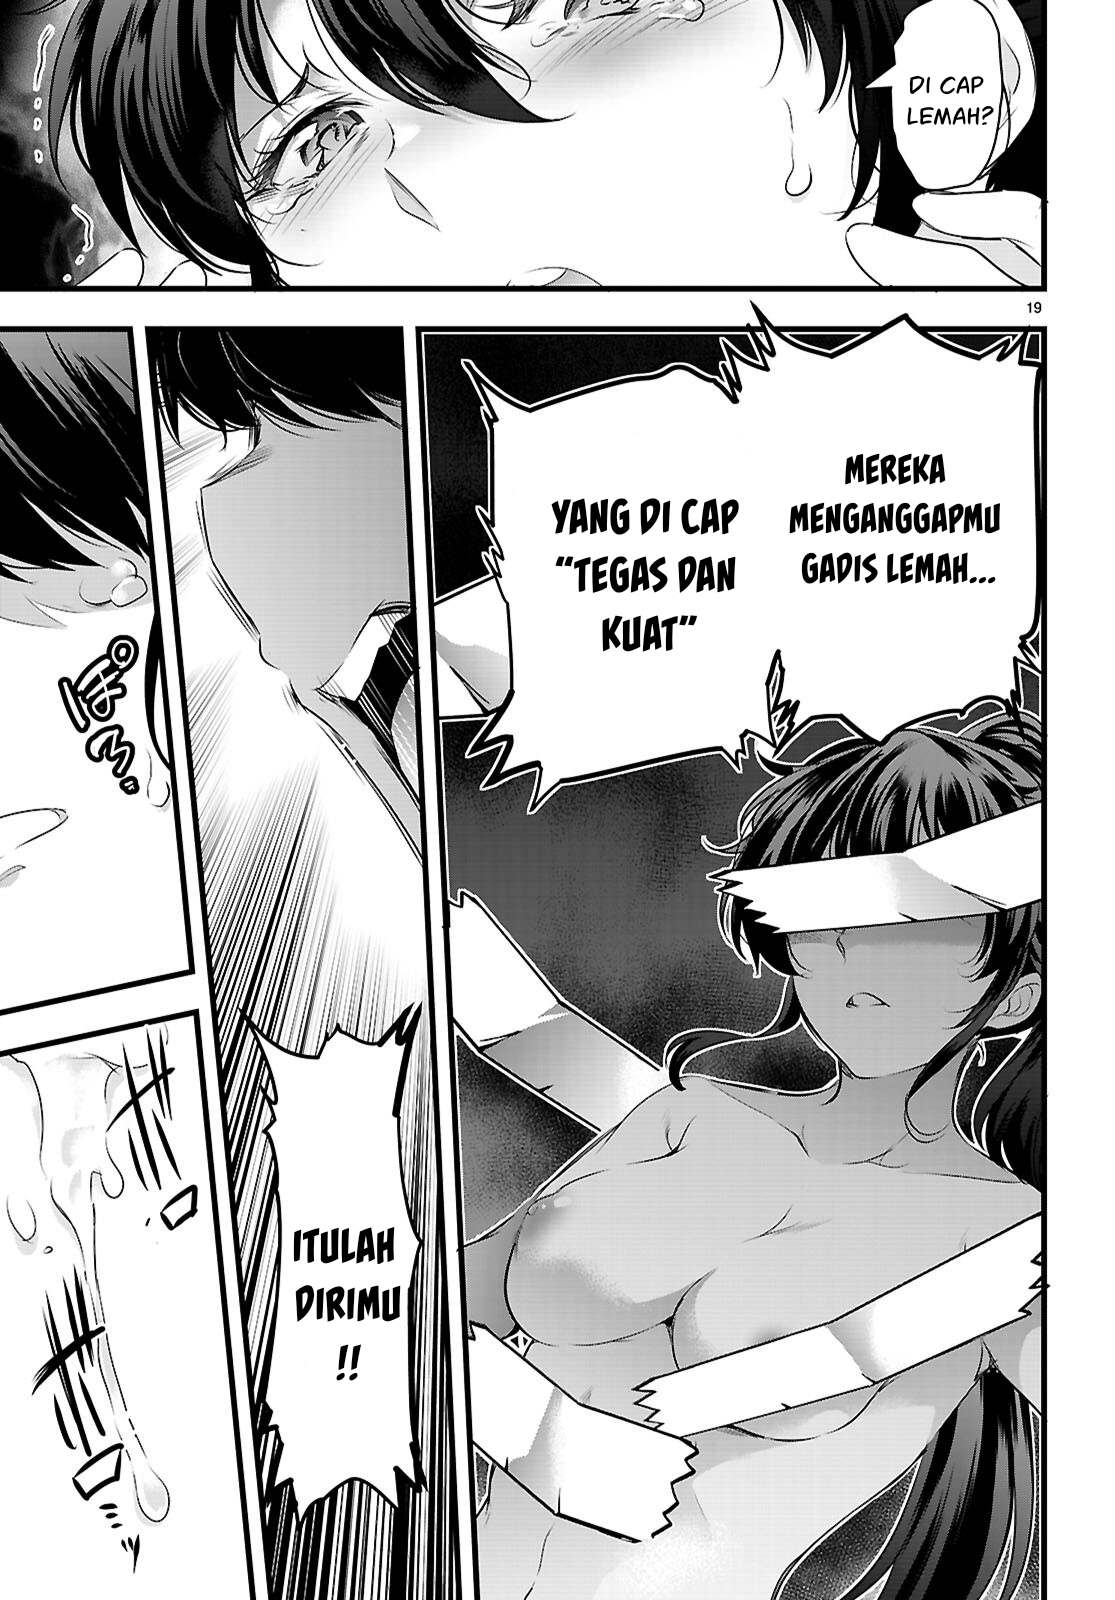 DI CAP
LEMAH?
19
MEREKA
MENGANGGAPMU
GADIS LEMAH...
YANG DI CAP
"TEGAS DAN
KUAT"
ITULAH
DIRIMU
!!